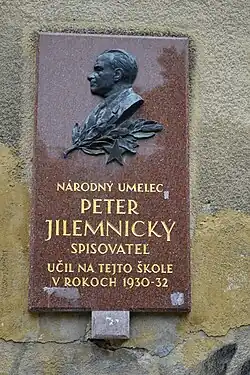 NÁRODNÝ UMELEC
PETER
JILEMNICKÝ
SPISOVATEĽ
UČIL NA TEJTO ŠKOLE
V ROKOCH 1930-32